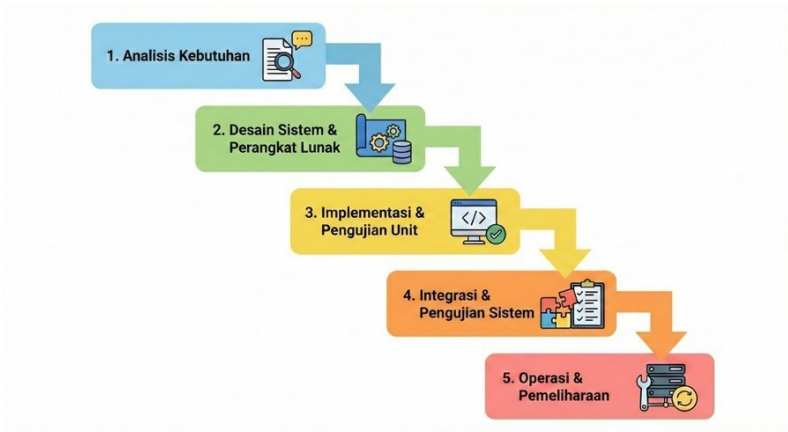 1. Analisis Kebutuhan
2. Desain Sistem &
Perangkat Lunak
3. Implementasi &
Pengujian Unit
</>
4. Integrasi &
Pengujian Sistem
5. Operasi &
Pemeliharaan